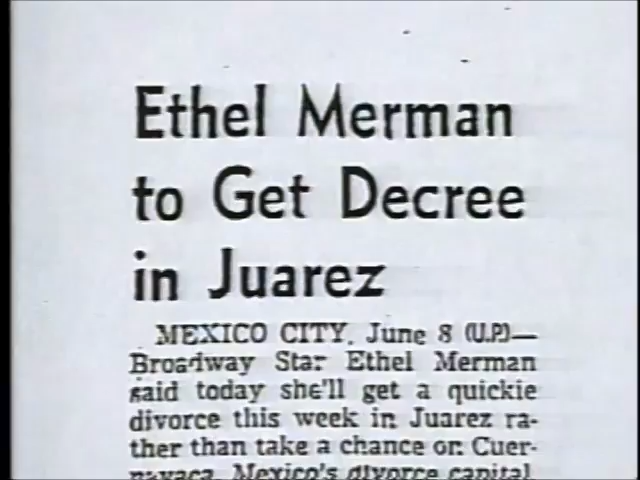 Ethel Merman
to Get Decree
in Juarez
MEXICO CITY, June 8 (U.P.)—
Broadway Star Ethel Merman
said today she'll get a quickie
divorce this week in Juarez ra-
ther than take a chance on Cuer-
navaca, Mexico's divorce capital